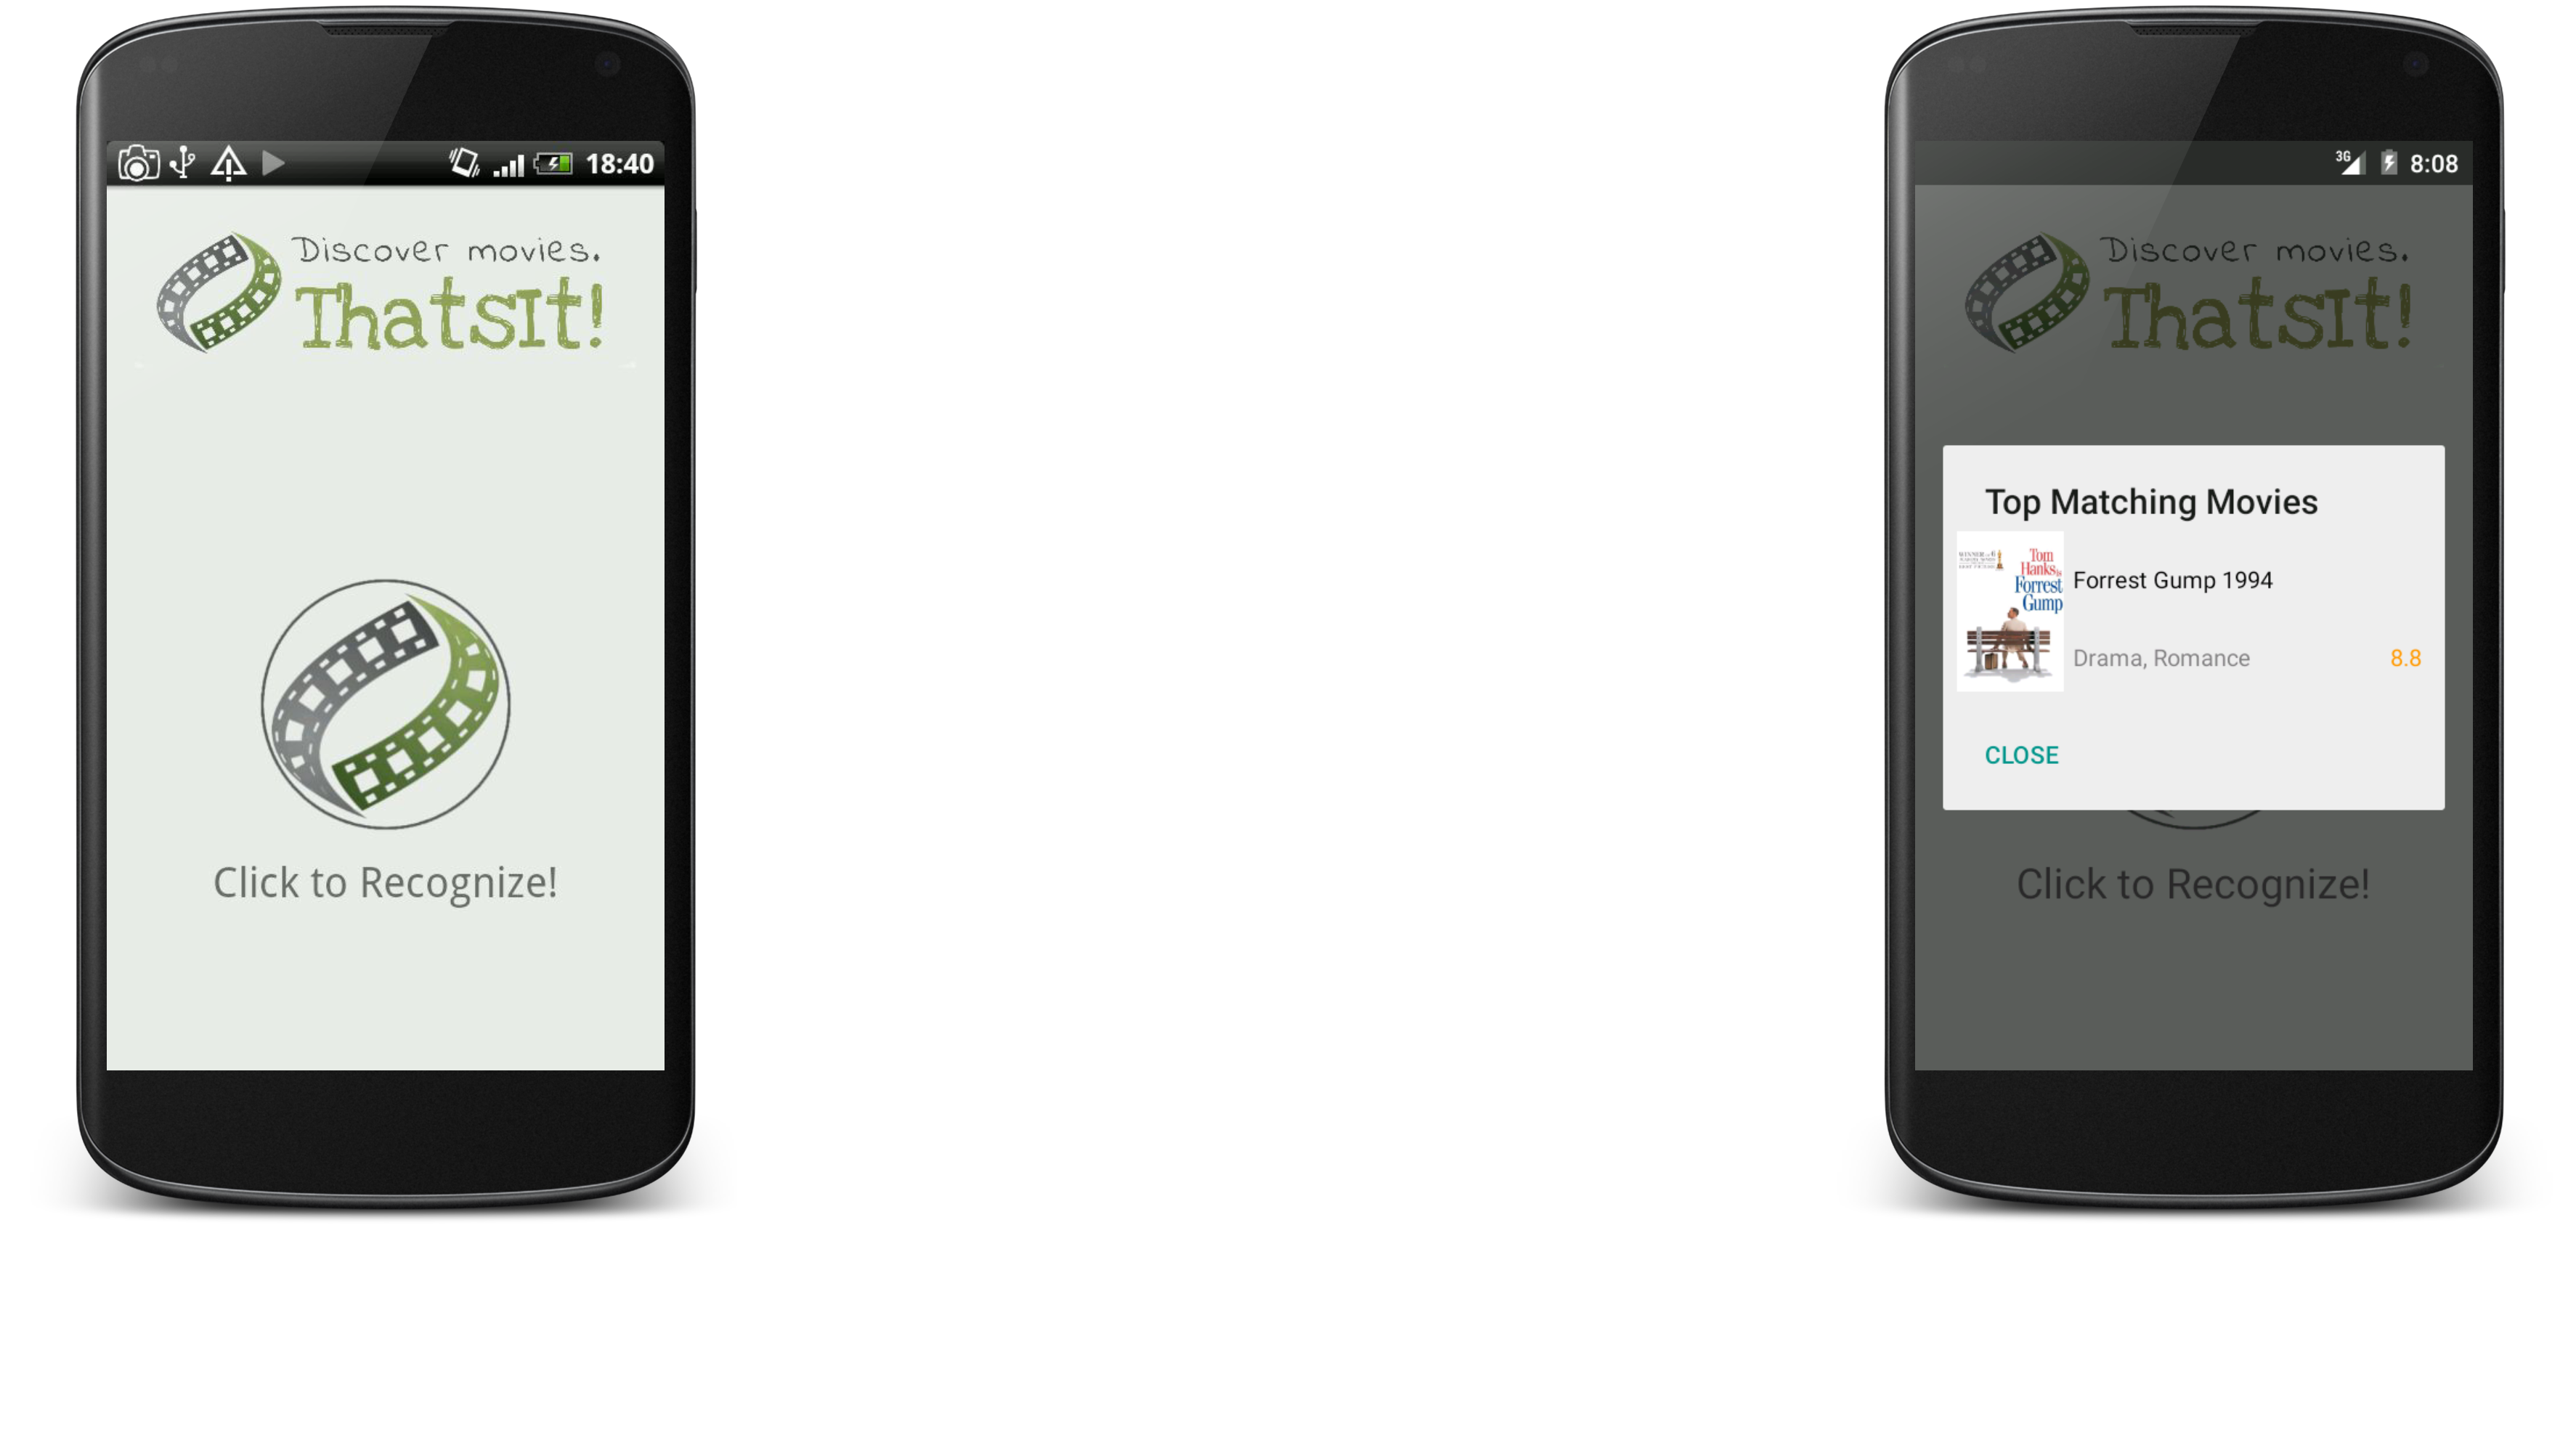 18:40
Discover movies.
ThatsIt!
Click to Recognize!
3G 8:08
Discover movies.
ThatsIt!
Top Matching Movies
Tom
Hanks is
Forrest
Gump
Forrest Gump 1994
Drama, Romance 8.8
CLOSE
Click to Recognize!